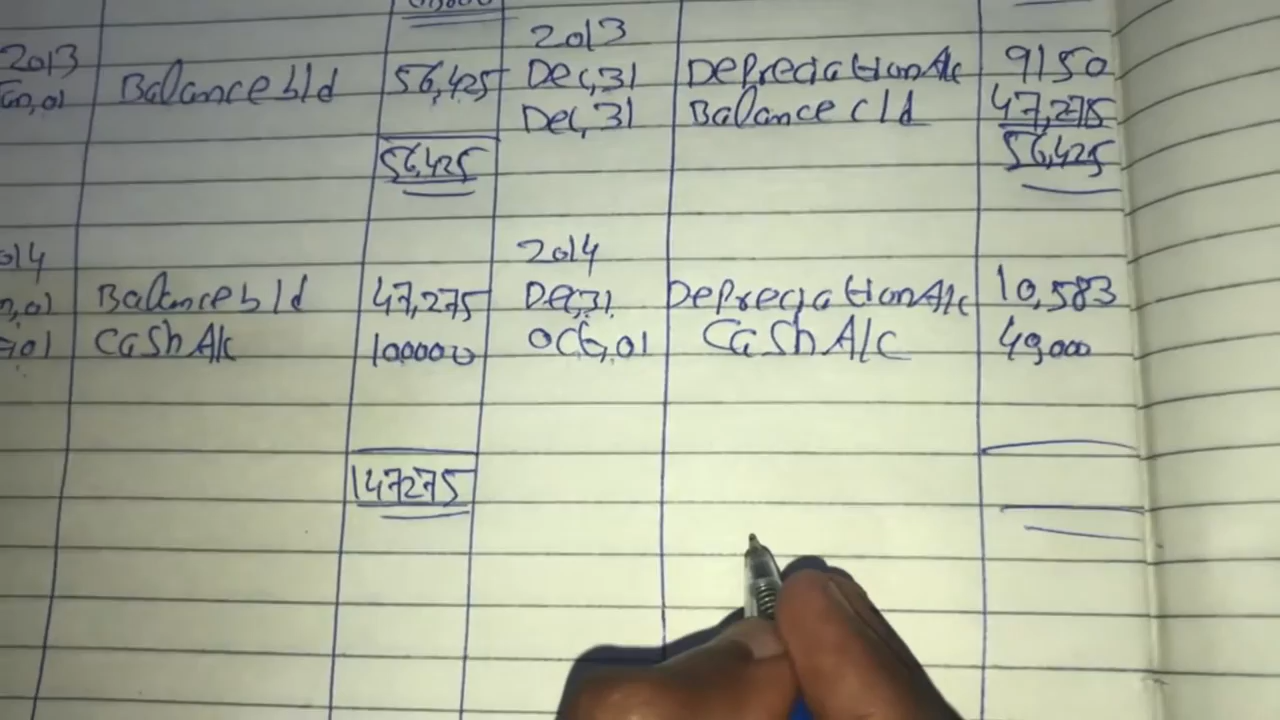 2013
2013 Balance b/d 56,425 Dec,31 Depreciation A/c 9150
Dec,31 Balance c/d 47,275
56,425 56,425
2014
Balance b/d 47,275 Dec,31 Depreciation A/c 10,583
Cash A/c 100000 Oct,01 Cash A/c 49,000
147275